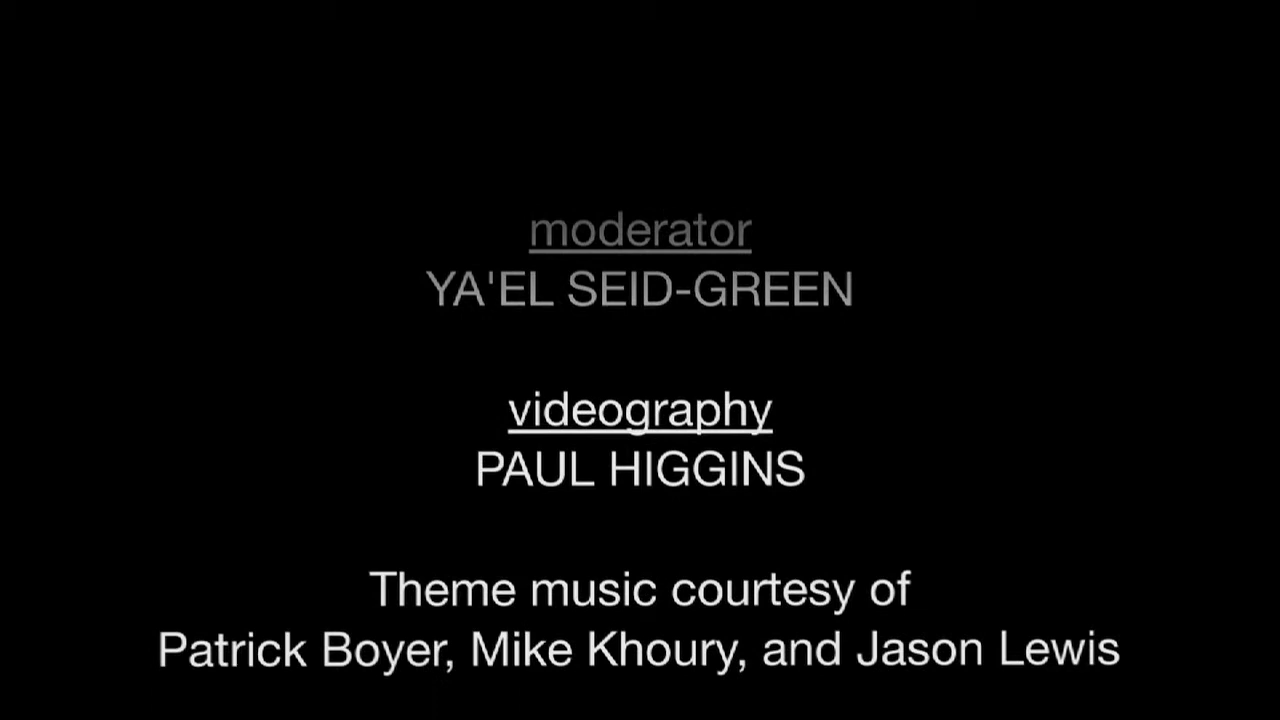 moderator
YA'EL SEID-GREEN
videography
PAUL HIGGINS
Theme music courtesy of
Patrick Boyer, Mike Khoury, and Jason Lewis